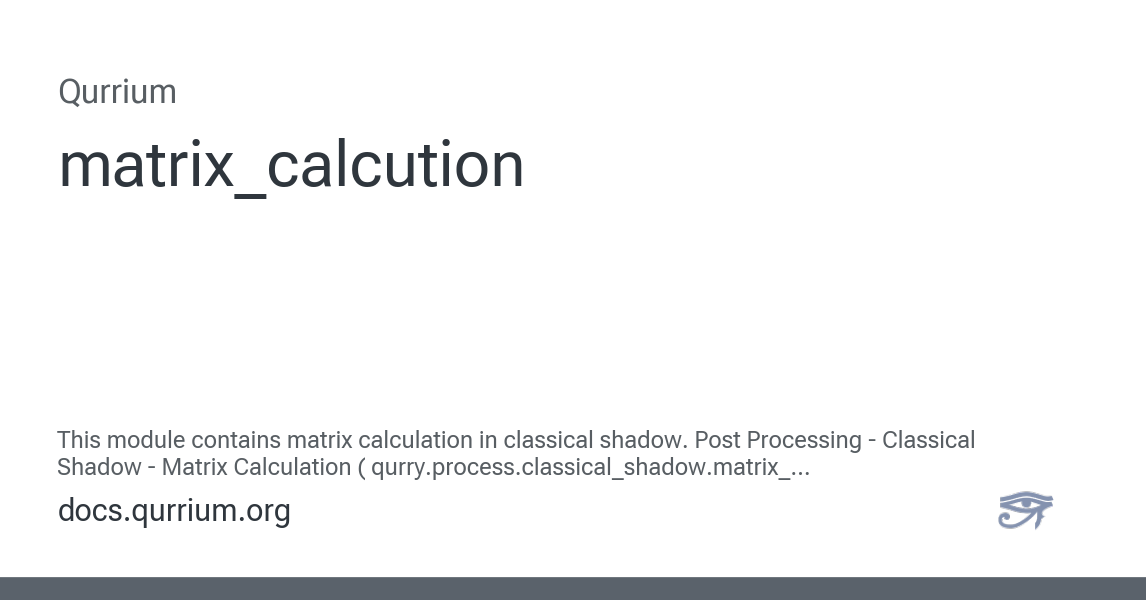 Qurrium
matrix_calcution
This module contains matrix calculation in classical shadow. Post Processing - Classical
Shadow - Matrix Calculation ( qurry.process.classical_shadow.matrix_...
docs.qurrium.org